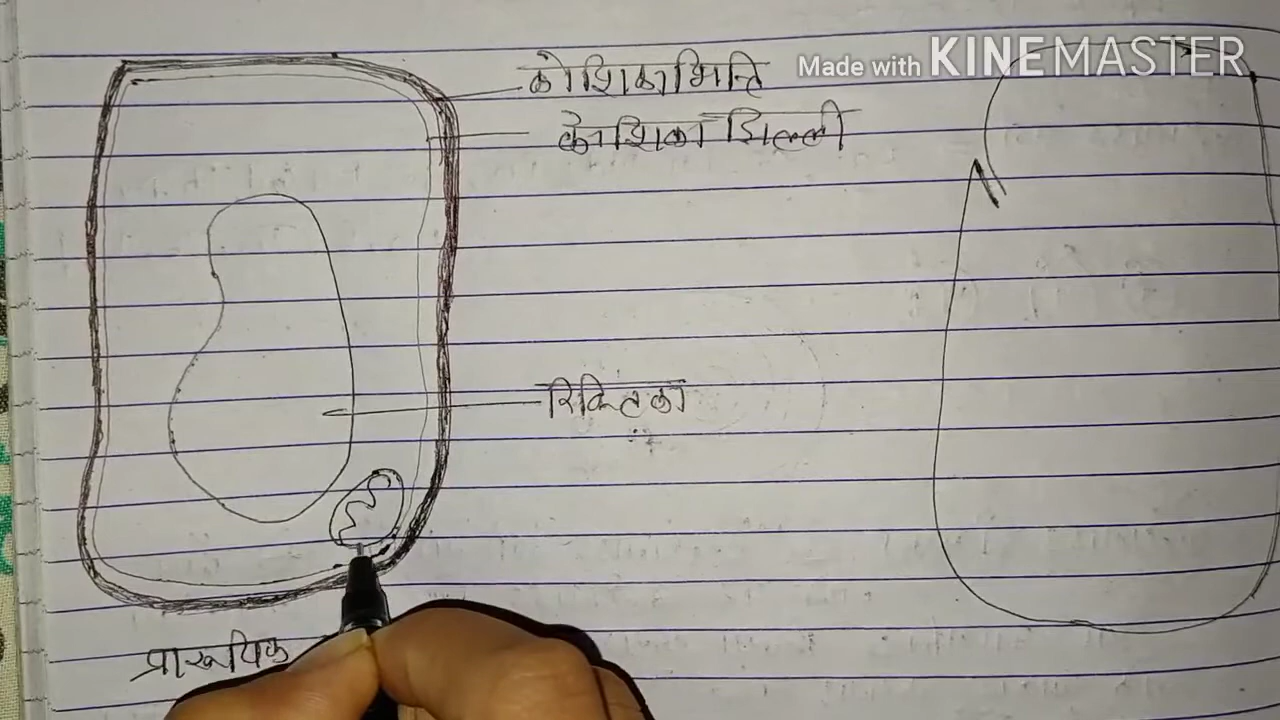 Made with KINEMASTER
कोशिकाभित्ति
कोशिका झिल्ली
रिक्तिका
प्रारूपिक